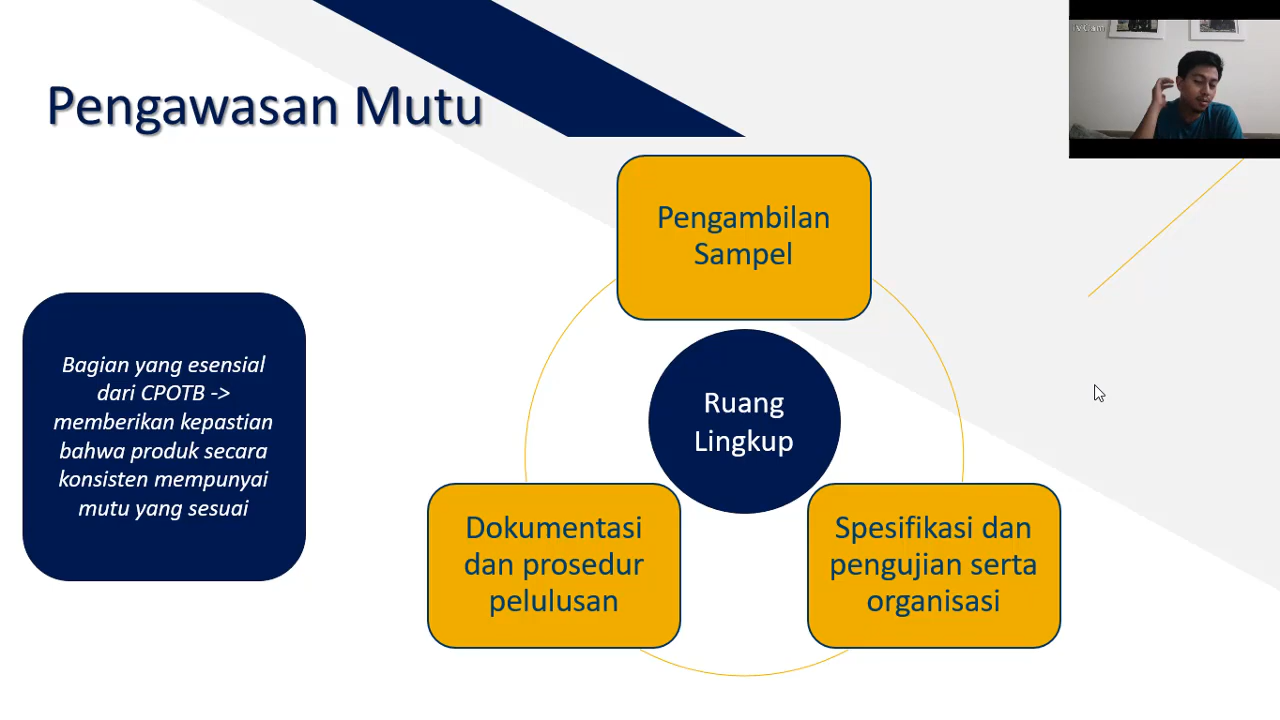 Pengawasan Mutu
Pengambilan
Sampel
Bagian yang esensial
dari CPOTB ->
memberikan kepastian
bahwa produk secara
konsisten mempunyai
mutu yang sesuai
Ruang
Lingkup
Dokumentasi
dan prosedur
pelulusan
Spesifikasi dan
pengujian serta
organisasi